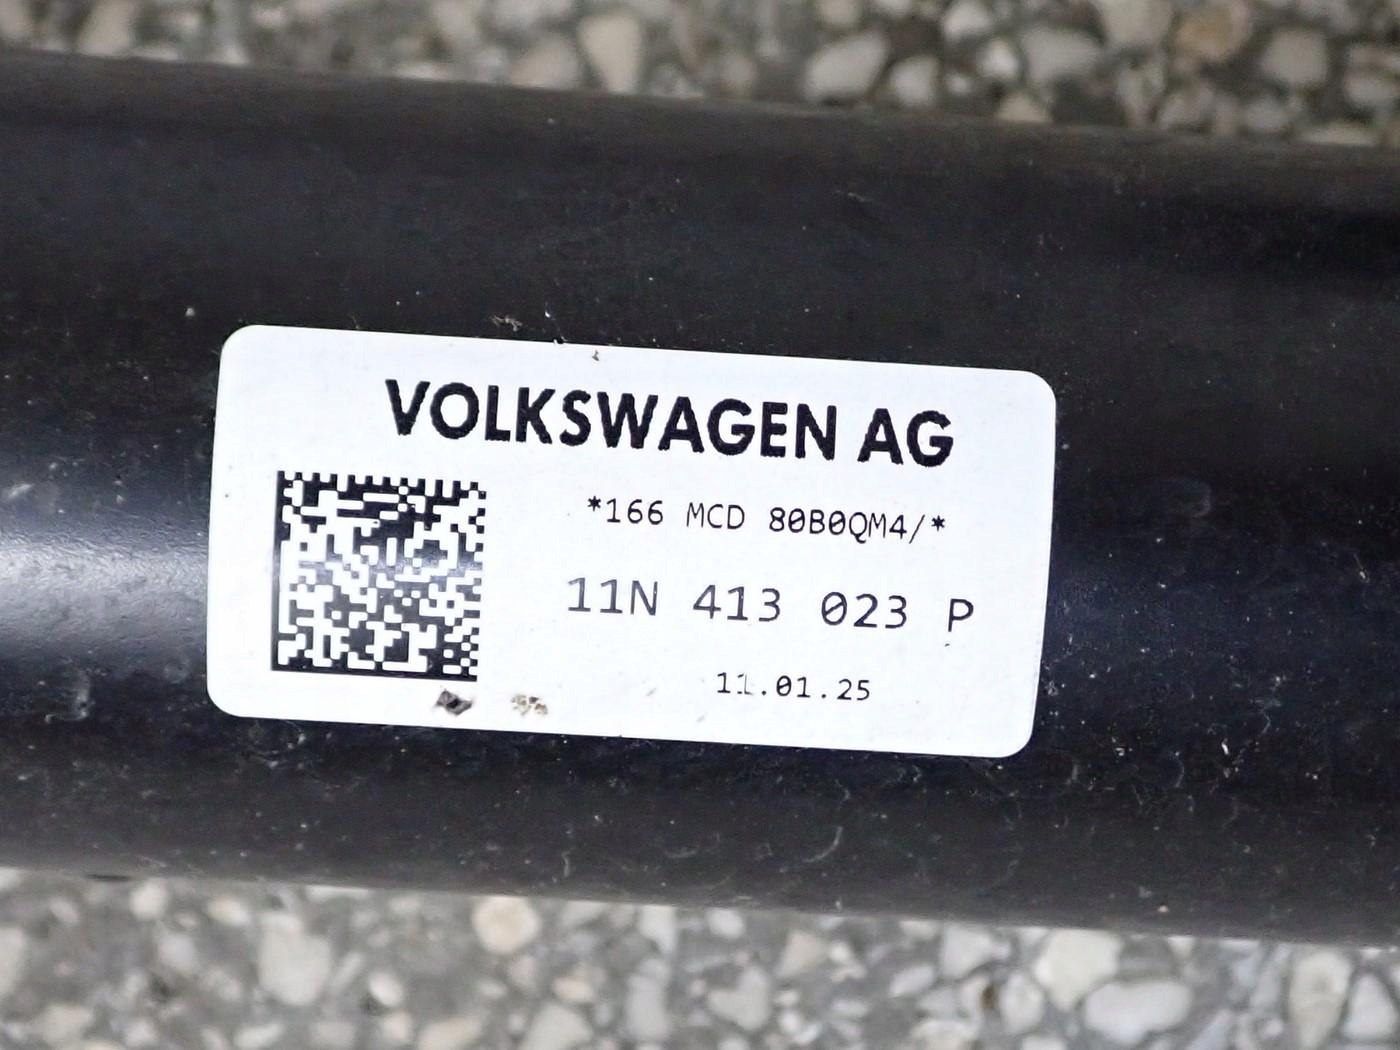 VOLKSWAGEN AG
*166 MCD 80B0QM4/*
11N 413 023 P
11.01.25